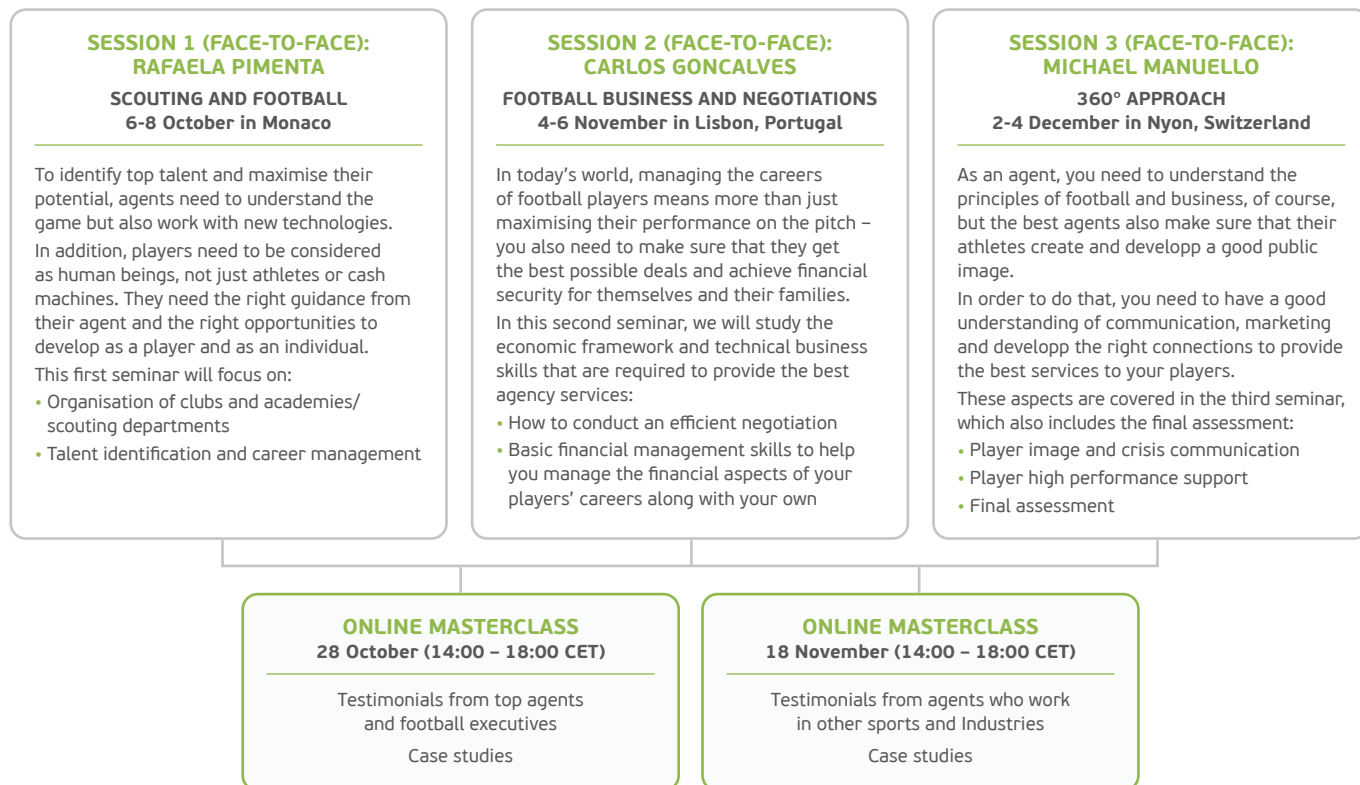 SESSION 1 (FACE-TO-FACE):
RAFAELA PIMENTA
SCOUTING AND FOOTBALL
6-8 October in Monaco
To identify top talent and maximise their
potential, agents need to understand the
game but also work with new technologies.
In addition, players need to be considered
as human beings, not just athletes or cash
machines. They need the right guidance from
their agent and the right opportunities to
develop as a player and as an individual.
This first seminar will focus on:
• Organisation of clubs and academies/
scouting departments
• Talent identification and career management
SESSION 2 (FACE-TO-FACE):
CARLOS GONCALVES
FOOTBALL BUSINESS AND NEGOTIATIONS
4-6 November in Lisbon, Portugal
In today's world, managing the careers
of football players means more than just
maximising their performance on the pitch –
you also need to make sure that they get
the best possible deals and achieve financial
security for themselves and their families.
In this second seminar, we will study the
economic framework and technical business
skills that are required to provide the best
agency services:
• How to conduct an efficient negotiation
• Basic financial management skills to help
you manage the financial aspects of your
players' careers along with your own
SESSION 3 (FACE-TO-FACE):
MICHAEL MANUELLO
360° APPROACH
2-4 December in Nyon, Switzerland
As an agent, you need to understand the
principles of football and business, of course,
but the best agents also make sure that their
athletes create and developp a good public
image.
In order to do that, you need to have a good
understanding of communication, marketing
and developp the right connections to provide
the best services to your players.
These aspects are covered in the third seminar,
which also includes the final assessment:
• Player image and crisis communication
• Player high performance support
• Final assessment
ONLINE MASTERCLASS
28 October (14:00 – 18:00 CET)
Testimonials from top agents
and football executives
Case studies
ONLINE MASTERCLASS
18 November (14:00 – 18:00 CET)
Testimonials from agents who work
in other sports and Industries
Case studies